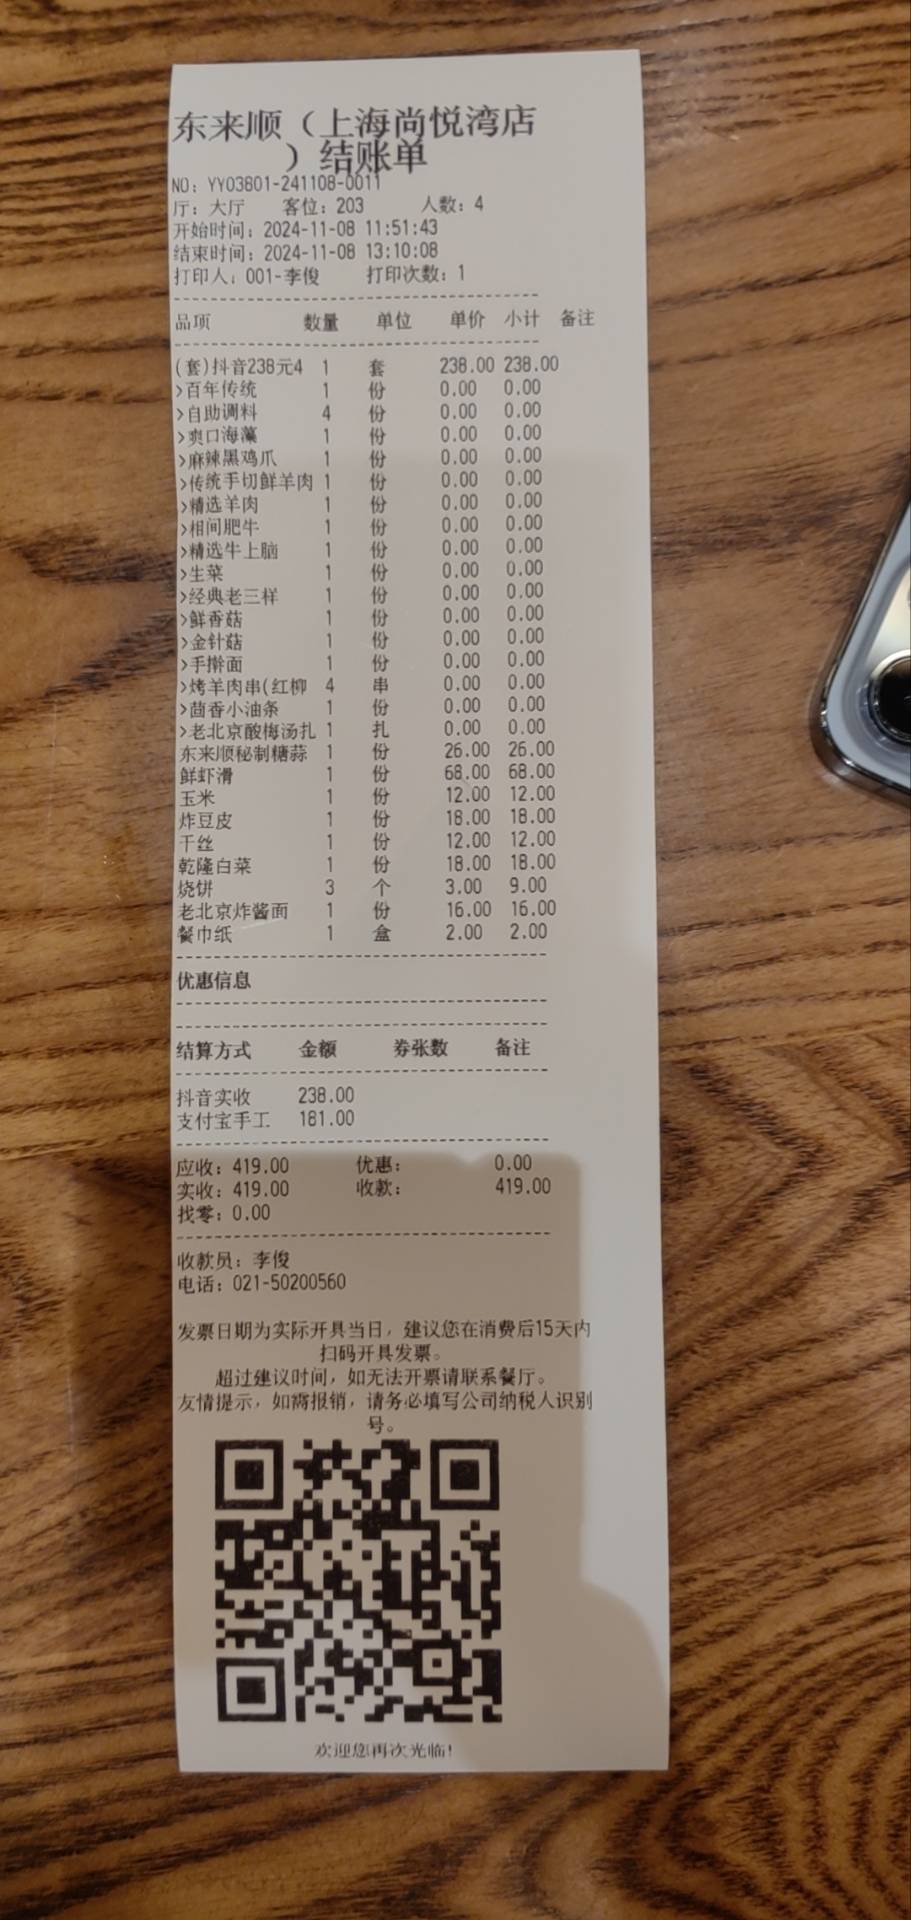 东来顺（上海尚悦湾店
）结账单
NO：YY03801-241108-0011
厅：大厅 客位：203 人数：4
开始时间：2024-11-08 11:51:43
结束时间：2024-11-08 13:10:08
打印人：001-李俊 打印次数：1
品项 数量 单位 单价 小计 备注
(套)抖音238元4 1 套 238.00 238.00
>百年传统 1 份 0.00 0.00
>自助调料 4 份 0.00 0.00
>爽口海藻 1 份 0.00 0.00
>麻辣黑鸡爪 1 份 0.00 0.00
>传统手切鲜羊肉 1 份 0.00 0.00
>精选羊肉 1 份 0.00 0.00
>相间肥牛 1 份 0.00 0.00
>精选牛上脑 1 份 0.00 0.00
>生菜 1 份 0.00 0.00
>经典老三样 1 份 0.00 0.00
>鲜香菇 1 份 0.00 0.00
>金针菇 1 份 0.00 0.00
>手擀面 1 份 0.00 0.00
>烤羊肉串(红柳 4 串 0.00 0.00
>茴香小油条 1 份 0.00 0.00
>老北京酸梅汤扎 1 扎 0.00 0.00
东来顺秘制糖蒜 1 份 26.00 26.00
鲜虾滑 1 份 68.00 68.00
玉米 1 份 12.00 12.00
炸豆皮 1 份 18.00 18.00
干丝 1 份 12.00 12.00
乾隆白菜 1 份 18.00 18.00
烧饼 3 个 3.00 9.00
老北京炸酱面 1 份 16.00 16.00
餐巾纸 1 盒 2.00 2.00
优惠信息
结算方式 金额 券张数 备注
抖音实收 238.00
支付宝手工 181.00
应收：419.00 优惠： 0.00
实收：419.00 收款： 419.00
找零：0.00
收款员：李俊
电话：021-50200560
发票日期为实际开具当日，建议您在消费后15天内
扫码开具发票。
超过建议时间，如无法开票请联系餐厅。
友情提示，如需报销，请务必填写公司纳税人识别
号。
欢迎您再次光临!